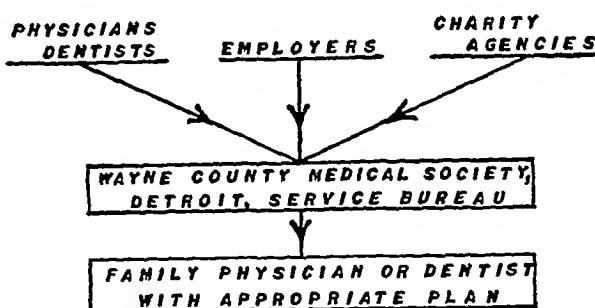 PHYSICIANS
DENTISTS
EMPLOYERS
CHARITY
AGENCIES
WAYNE COUNTY MEDICAL SOCIETY,
DETROIT, SERVICE BUREAU
FAMILY PHYSICIAN OR DENTIST
WITH APPROPRIATE PLAN